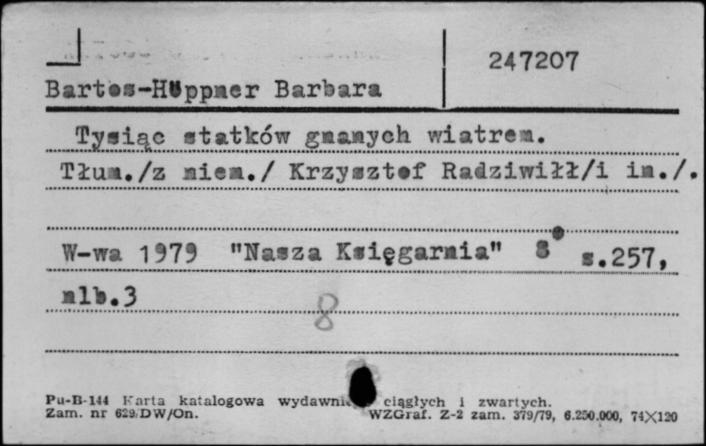 247207
Bartos-Höppner Barbara
Tysiąc statków gnanych wiatrem.
Tłum./z niem./ Krzysztof Radziwiłł/i in./.
W-wa 1979 "Nasza Księgarnia" 8° s.257,
nlb.3
8
Pu-B-144 Karta katalogowa ciągłych i zwartych.
Zam. nr 629/DW/On. WZGraf. Z-2 zam. 379/79, 6.250.000, 74X120